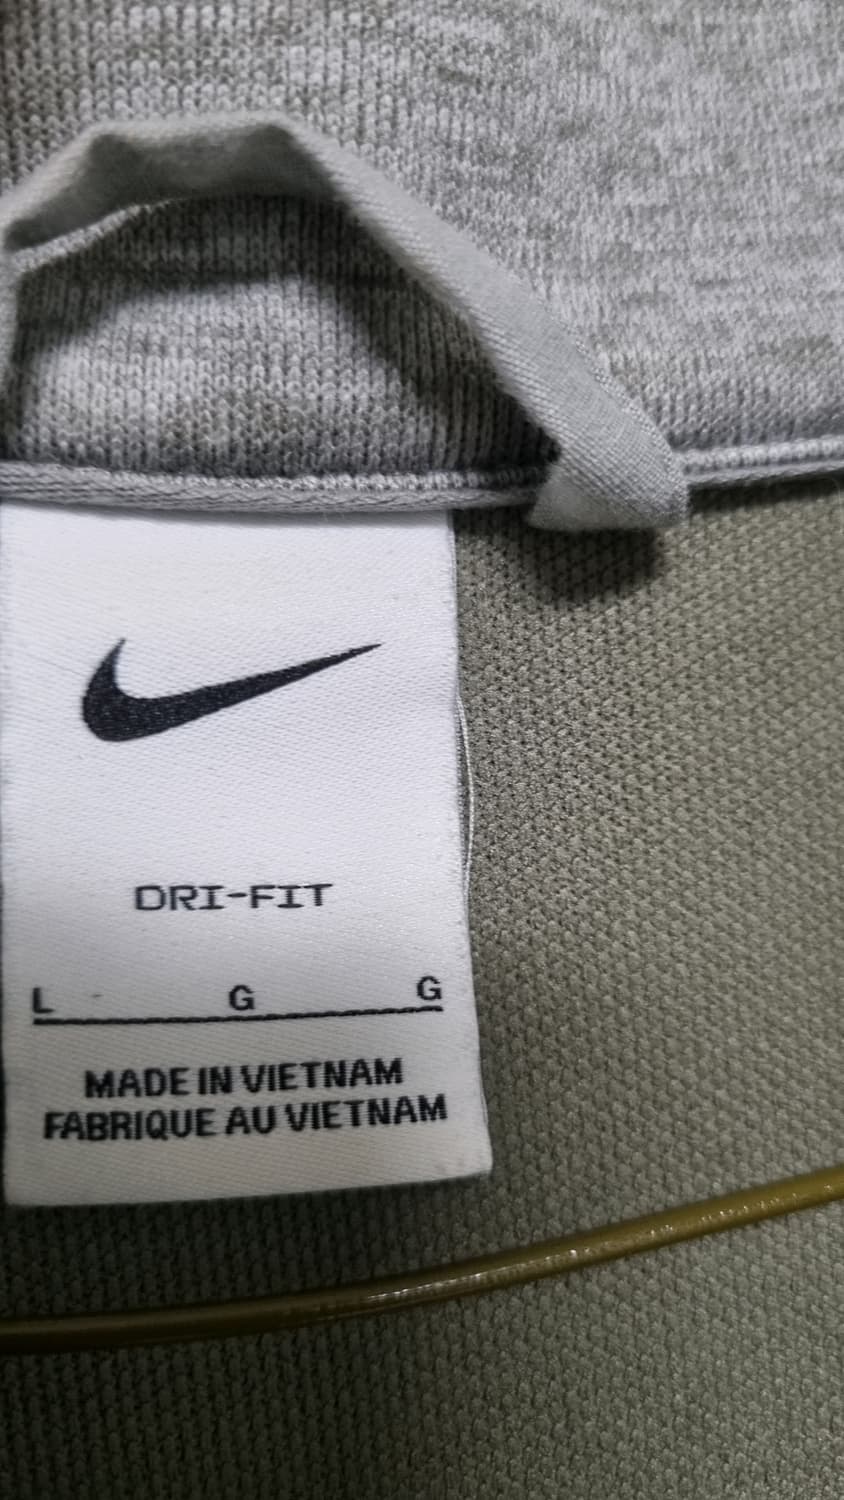 DRI-FIT
L G G
MADE IN VIETNAM
FABRIQUE AU VIETNAM